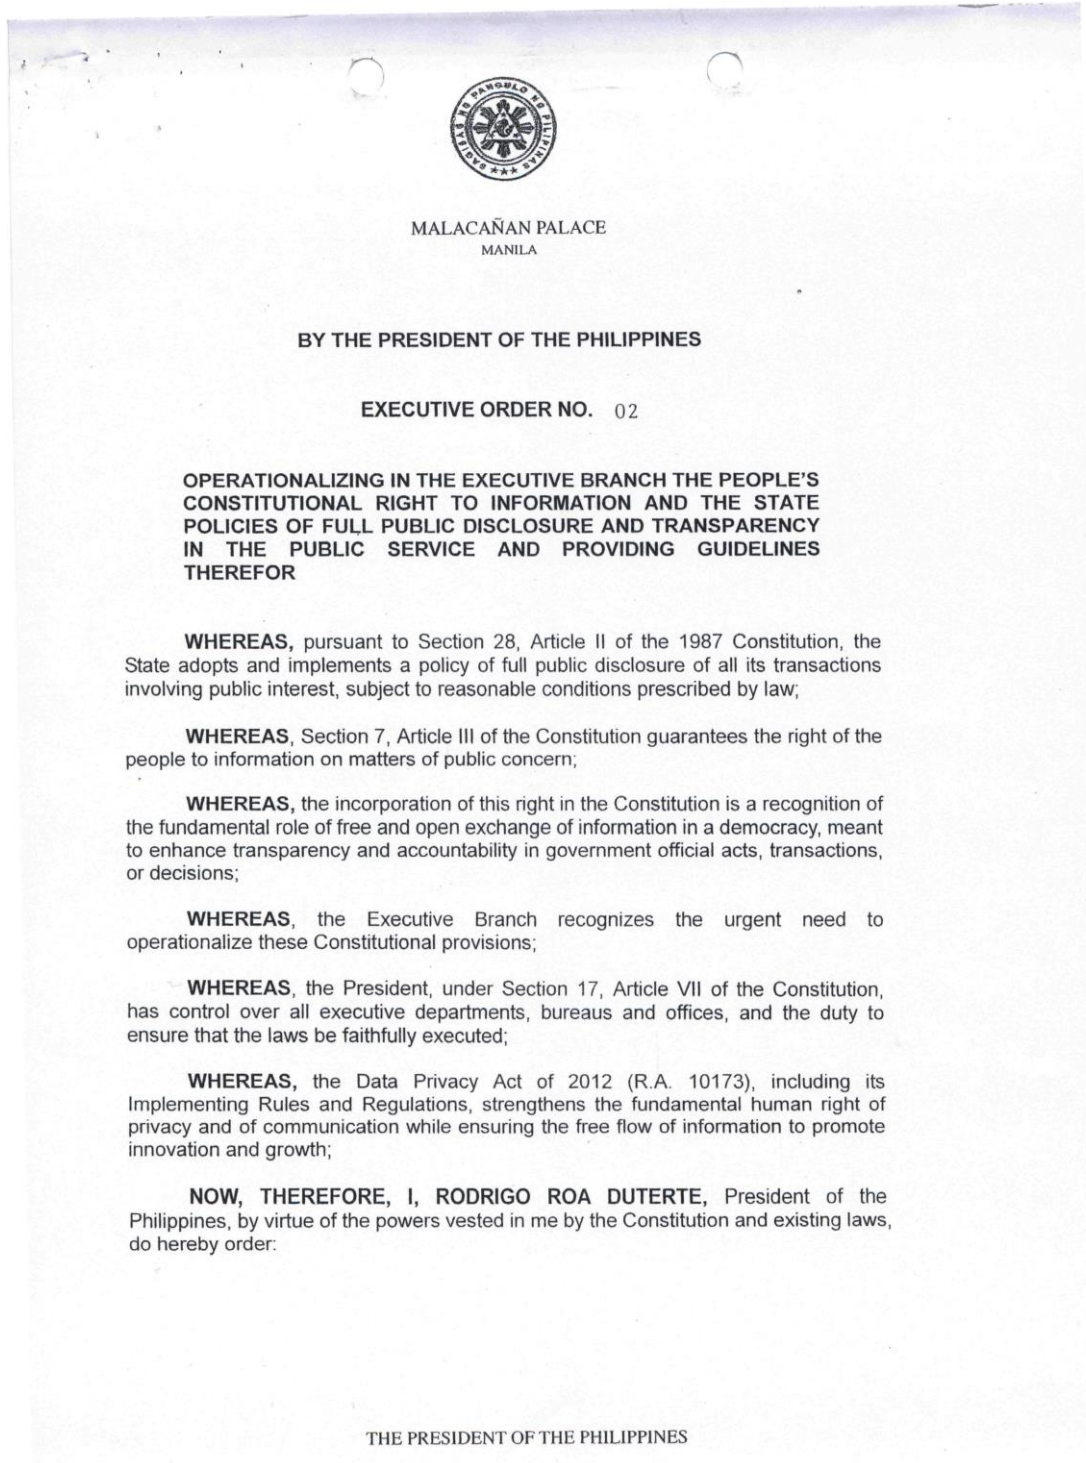 SAGISAG NG PANGULO NG PILIPINAS
MALACAÑAN PALACE
MANILA
BY THE PRESIDENT OF THE PHILIPPINES
EXECUTIVE ORDER NO. 02
OPERATIONALIZING IN THE EXECUTIVE BRANCH THE PEOPLE'S
CONSTITUTIONAL RIGHT TO INFORMATION AND THE STATE
POLICIES OF FULL PUBLIC DISCLOSURE AND TRANSPARENCY
IN THE PUBLIC SERVICE AND PROVIDING GUIDELINES
THEREFOR
WHEREAS, pursuant to Section 28, Article II of the 1987 Constitution, the
State adopts and implements a policy of full public disclosure of all its transactions
involving public interest, subject to reasonable conditions prescribed by law;
WHEREAS, Section 7, Article III of the Constitution guarantees the right of the
people to information on matters of public concern;
WHEREAS, the incorporation of this right in the Constitution is a recognition of
the fundamental role of free and open exchange of information in a democracy, meant
to enhance transparency and accountability in government official acts, transactions,
or decisions;
WHEREAS, the Executive Branch recognizes the urgent need to
operationalize these Constitutional provisions;
WHEREAS, the President, under Section 17, Article VII of the Constitution,
has control over all executive departments, bureaus and offices, and the duty to
ensure that the laws be faithfully executed;
WHEREAS, the Data Privacy Act of 2012 (R.A. 10173), including its
Implementing Rules and Regulations, strengthens the fundamental human right of
privacy and of communication while ensuring the free flow of information to promote
innovation and growth;
NOW, THEREFORE, I, RODRIGO ROA DUTERTE, President of the
Philippines, by virtue of the powers vested in me by the Constitution and existing laws,
do hereby order:
THE PRESIDENT OF THE PHILIPPINES